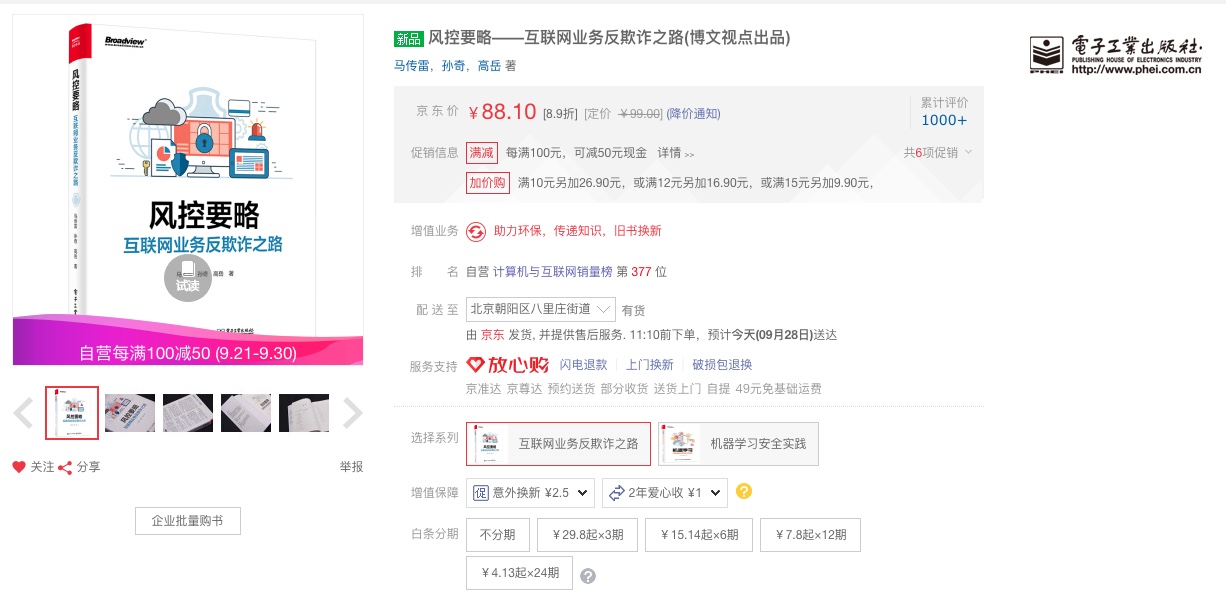 Broadview®
www.broadview.com.cn
风控要略
互联网业务反欺诈之路
马传雷 孙奇 高岳 著
电子工业出版社
风控要略
互联网业务反欺诈之路
孙奇 高岳 著
试读
自营每满100减50 (9.21-9.30)
关注 分享 举报
企业批量购书
新品 风控要略——互联网业务反欺诈之路(博文视点出品)
马传雷，孙奇，高岳 著
京东价 ￥88.10 [8.9折] [定价 ￥99.00] (降价通知)
累计评价
1000+
促销信息 满减 每满100元，可减50元现金 详情 >> 共6项促销
加价购 满10元另加26.90元，或满12元另加16.90元，或满15元另加9.90元，
增值业务 助力环保，传递知识，旧书换新
排名 自营 计算机与互联网销量榜 第 377 位
配送至 北京朝阳区八里庄街道 有货
由 京东 发货, 并提供售后服务. 11:10前下单，预计今天(09月28日)送达
服务支持 放心购 闪电退款 上门换新 破损包退换
京准达 京尊达 预约送货 部分收货 送货上门 自提 49元免基础运费
选择系列 互联网业务反欺诈之路 机器学习安全实践
增值保障 促 意外换新 ¥2.5 2年爱心收 ¥1 ?
白条分期 不分期 ￥29.8起×3期 ￥15.14起×6期 ￥7.8起×12期
￥4.13起×24期 ?
電子工業出版社·
PUBLISHING HOUSE OF ELECTRONICS INDUSTRY
PHEI http://www.phei.com.cn